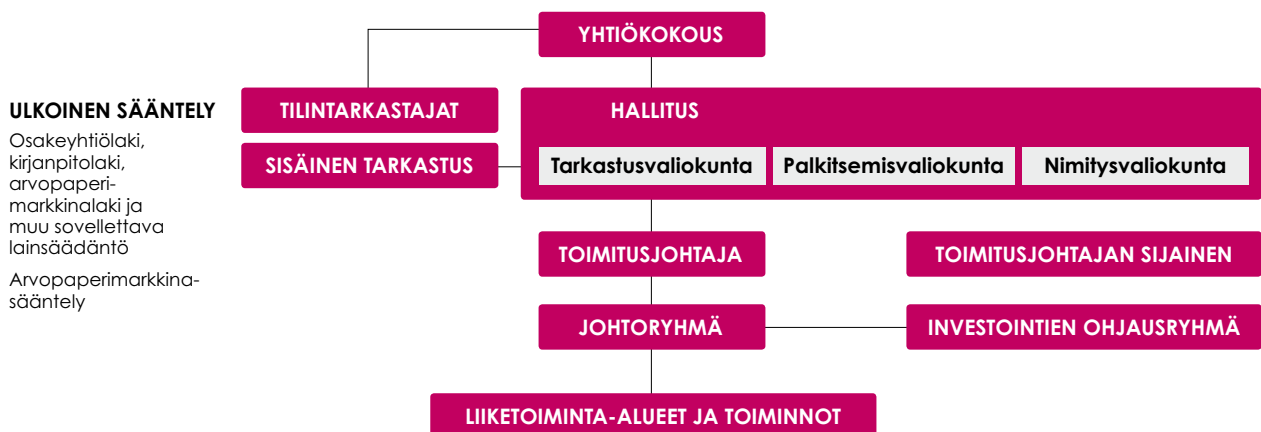 YHTIÖKOKOUS
ULKOINEN SÄÄNTELY
Osakeyhtiölaki,
kirjanpitolaki,
arvopaperi-
markkinalaki ja
muu sovellettava
lainsäädäntö
Arvopaperimarkkina-
sääntely
TILINTARKASTAJAT
SISÄINEN TARKASTUS
HALLITUS
Tarkastusvaliokunta
Palkitsemisvaliokunta
Nimitysvaliokunta
TOIMITUSJOHTAJA
TOIMITUSJOHTAJAN SIJAINEN
JOHTORYHMÄ
INVESTOINTIEN OHJAUSRYHMÄ
LIIKETOIMINTA-ALUEET JA TOIMINNOT